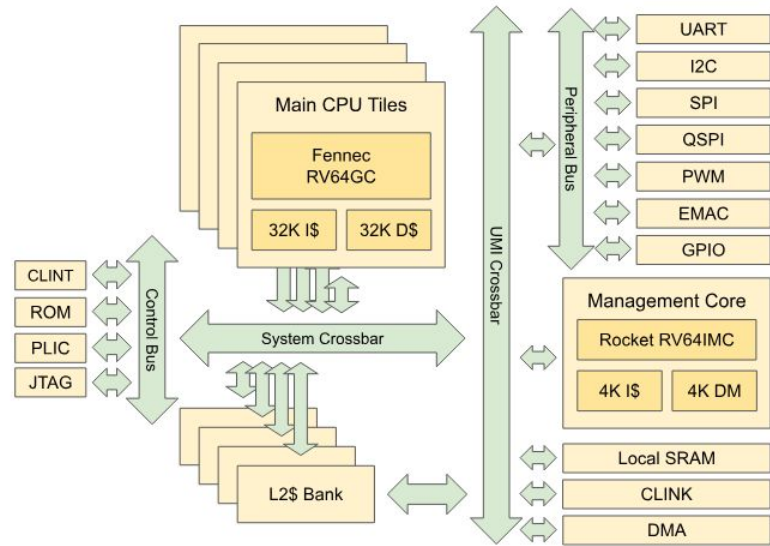 Main CPU Tiles
Fennec
RV64GC
32K I$
32K D$
CLINT
ROM
PLIC
JTAG
Control Bus
System Crossbar
L2$ Bank
UMI Crossbar
Peripheral Bus
UART
I2C
SPI
QSPI
PWM
EMAC
GPIO
Management Core
Rocket RV64IMC
4K I$
4K DM
Local SRAM
CLINK
DMA